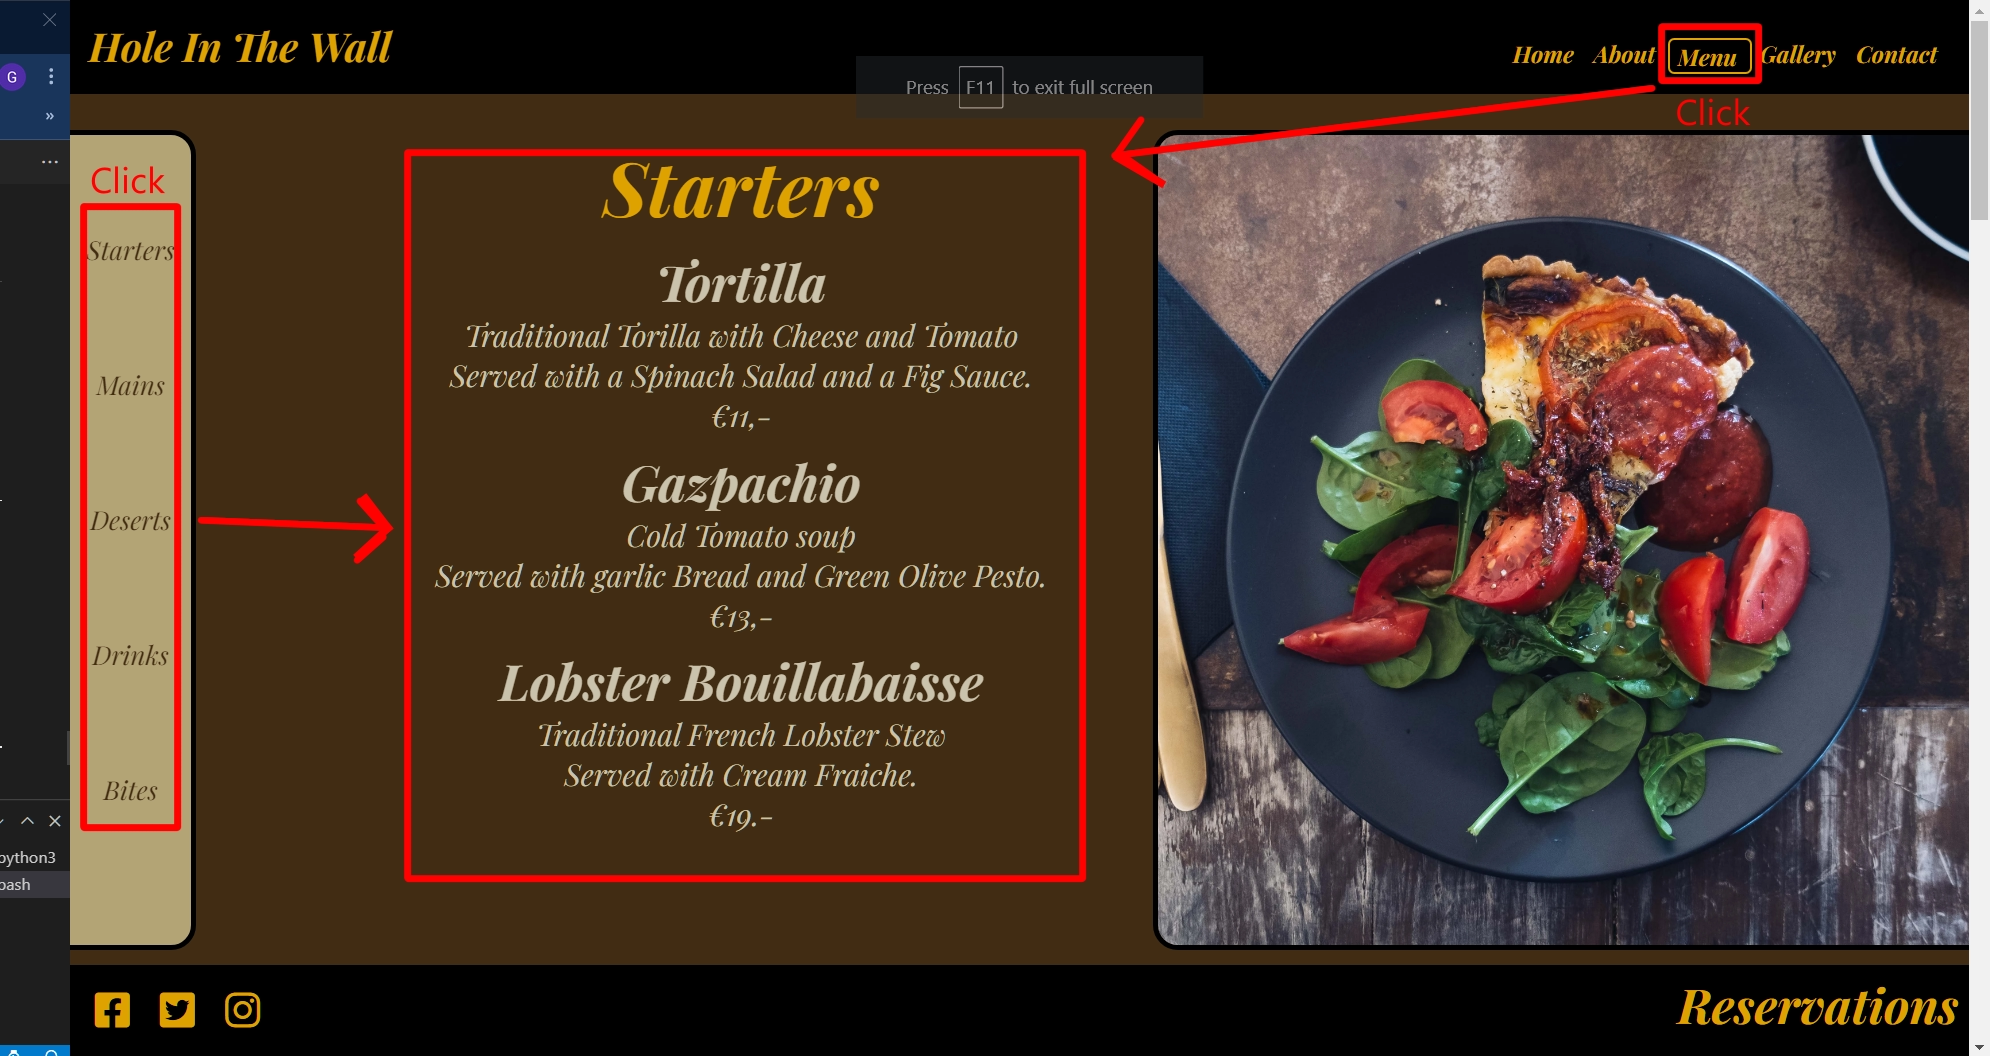 Hole In The Wall
Home About Menu Gallery Contact
Click
Press F11 to exit full screen
G
»
...
Click
Starters
Mains
Deserts
Drinks
Bites
Starters
Tortilla
Traditional Torilla with Cheese and Tomato
Served with a Spinach Salad and a Fig Sauce.
€11,-
Gazpachio
Cold Tomato soup
Served with garlic Bread and Green Olive Pesto.
€13,-
Lobster Bouillabaisse
Traditional French Lobster Stew
Served with Cream Fraiche.
€19.-
python3
bash
Reservations